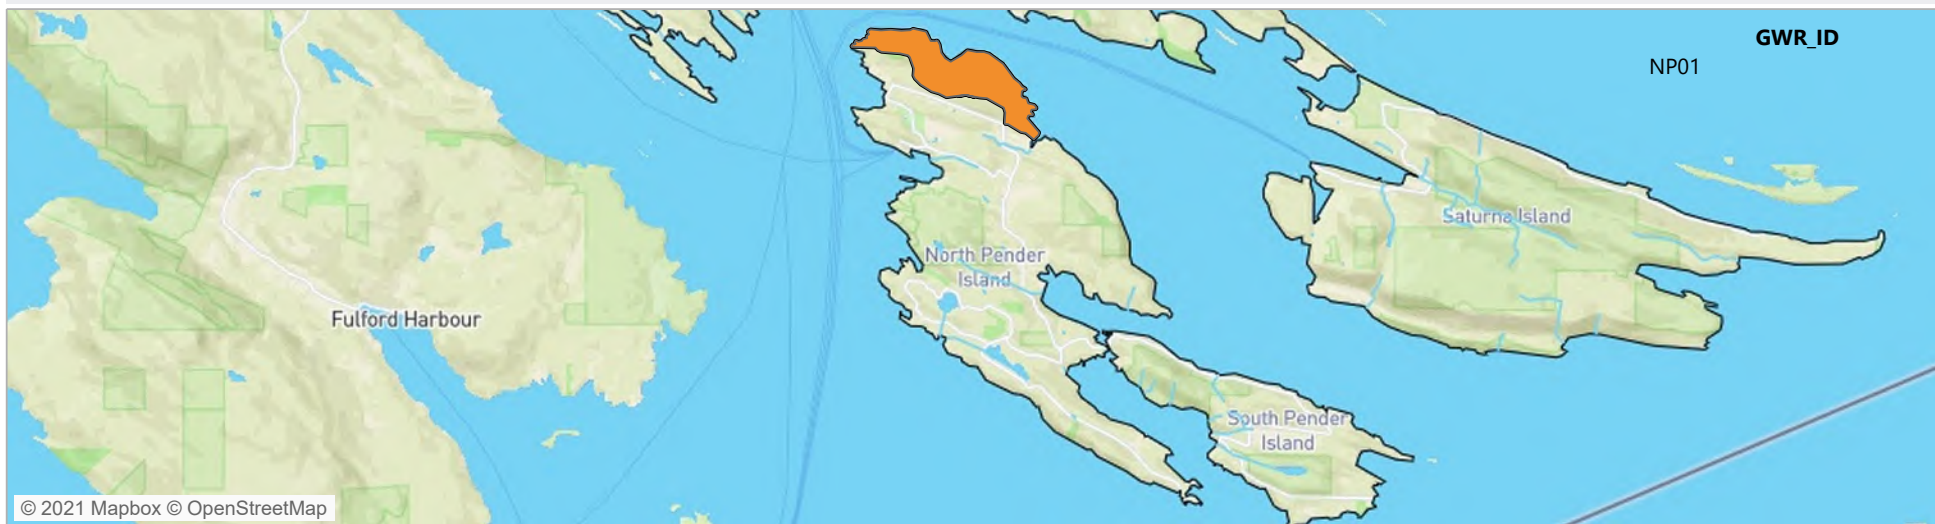 GWR_ID
NP01
Saturna Island
North Pender
Island
Fulford Harbour
South Pender
Island
© 2021 Mapbox © OpenStreetMap